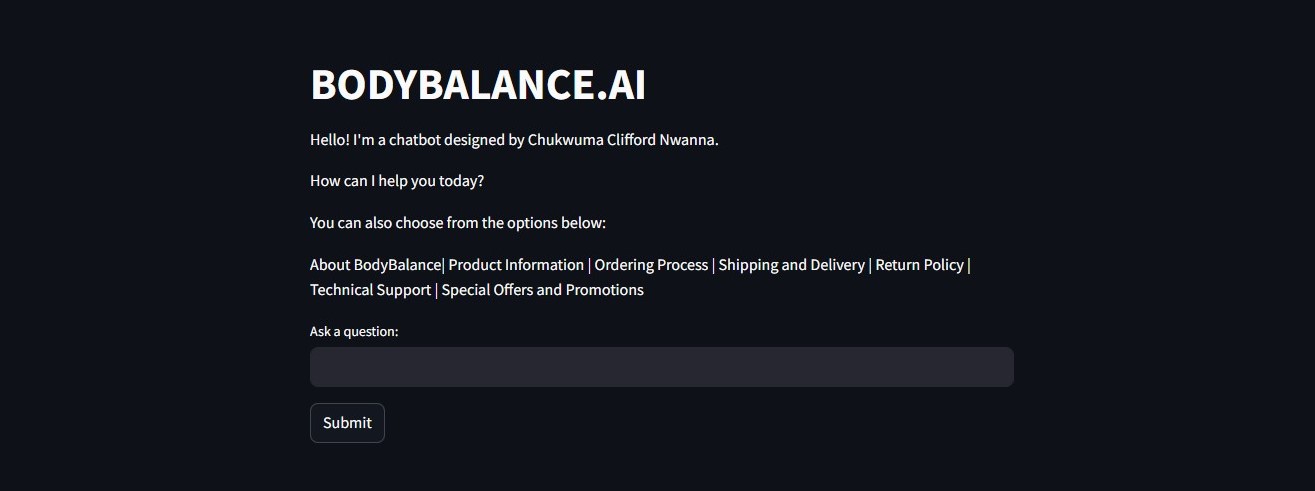 BODYBALANCE.AI
Hello! I'm a chatbot designed by Chukwuma Clifford Nwanna.
How can I help you today?
You can also choose from the options below:
About BodyBalance| Product Information | Ordering Process | Shipping and Delivery | Return Policy |
Technical Support | Special Offers and Promotions
Ask a question:
Submit